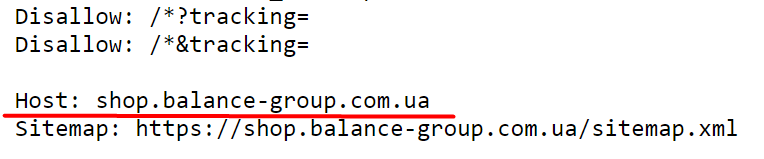 Disallow: /*?tracking=
Disallow: /*&tracking=
Host: shop.balance-group.com.ua
Sitemap: https://shop.balance-group.com.ua/sitemap.xml